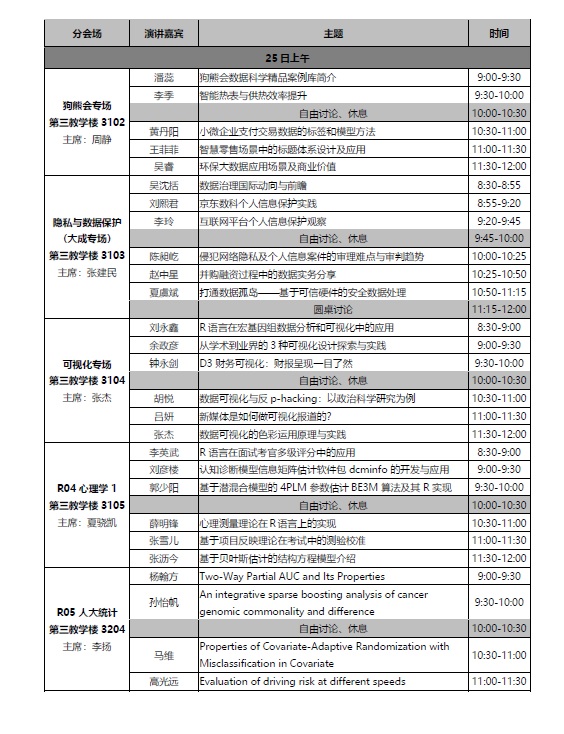 分会场 演讲嘉宾 主题 时间
25日上午
狗熊会专场
第三教学楼 3102
主席：周静
潘蕊 狗熊会数据科学精品案例库简介 9:00-9:30
李季 智能热表与供热效率提升 9:30-10:00
自由讨论、休息 10:00-10:30
黄丹阳 小微企业支付交易数据的标签和模型方法 10:30-11:00
王菲菲 智慧零售场景中的标题体系设计及应用 11:00-11:30
吴睿 环保大数据应用场景及商业价值 11:30-12:00
隐私与数据保护
（大成专场）
第三教学楼 3103
主席：张建民
吴沈括 数据治理国际动向与前瞻 8:30-8:55
刘熙君 京东数科个人信息保护实践 8:55-9:20
李玲 互联网平台个人信息保护观察 9:20-9:45
自由讨论、休息 9:45-10:00
陈昶屹 侵犯网络隐私及个人信息案件的审理难点与审判趋势 10:00-10:25
赵中星 并购融资过程中的数据实务分享 10:25-10:50
夏虞斌 打通数据孤岛——基于可信硬件的安全数据处理 10:50-11:15
圆桌讨论 11:15-12:00
可视化专场
第三教学楼 3104
主席：张杰
刘永鑫 R 语言在宏基因组数据分析和可视化中的应用 8:30-9:00
余政彦 从学术到业界的 3 种可视化设计探索与实践 9:00-9:30
钟永剑 D3 财务可视化：财报呈现一目了然 9:30-10:00
自由讨论、休息 10:00-10:30
胡悦 数据可视化与反 p-hacking：以政治科学研究为例 10:30-11:00
吕妍 新媒体是如何做可视化报道的？ 11:00-11:30
张杰 数据可视化的色彩运用原理与实践 11:30-12:00
R04 心理学 1
第三教学楼 3105
主席：夏骁凯
李英武 R 语言在面试考官多级评分中的应用 8:30-9:00
刘彦楼 认知诊断模型信息矩阵估计软件包 dcminfo 的开发与应用 9:00-9:30
郭少阳 基于潜混合模型的 4PLM 参数估计 BE3M 算法及其 R 实现 9:30-10:00
自由讨论、休息 10:00-10:30
薛明锋 心理测量理论在 R 语言上的实现 10:30-11:00
张雪儿 基于项目反映理论在考试中的测验校准 11:00-11:30
张沥今 基于贝叶斯估计的结构方程模型介绍 11:30-12:00
R05 人大统计
第三教学楼 3204
主席：李扬
杨翰方 Two-Way Partial AUC and Its Properties 9:00-9:30
孙怡帆 An integrative sparse boosting analysis of cancer
genomic commonality and difference 9:30-10:00
自由讨论、休息 10:00-10:30
马维 Properties of Covariate-Adaptive Randomization with
Misclassification in Covariate 10:30-11:00
高光远 Evaluation of driving risk at different speeds 11:00-11:30